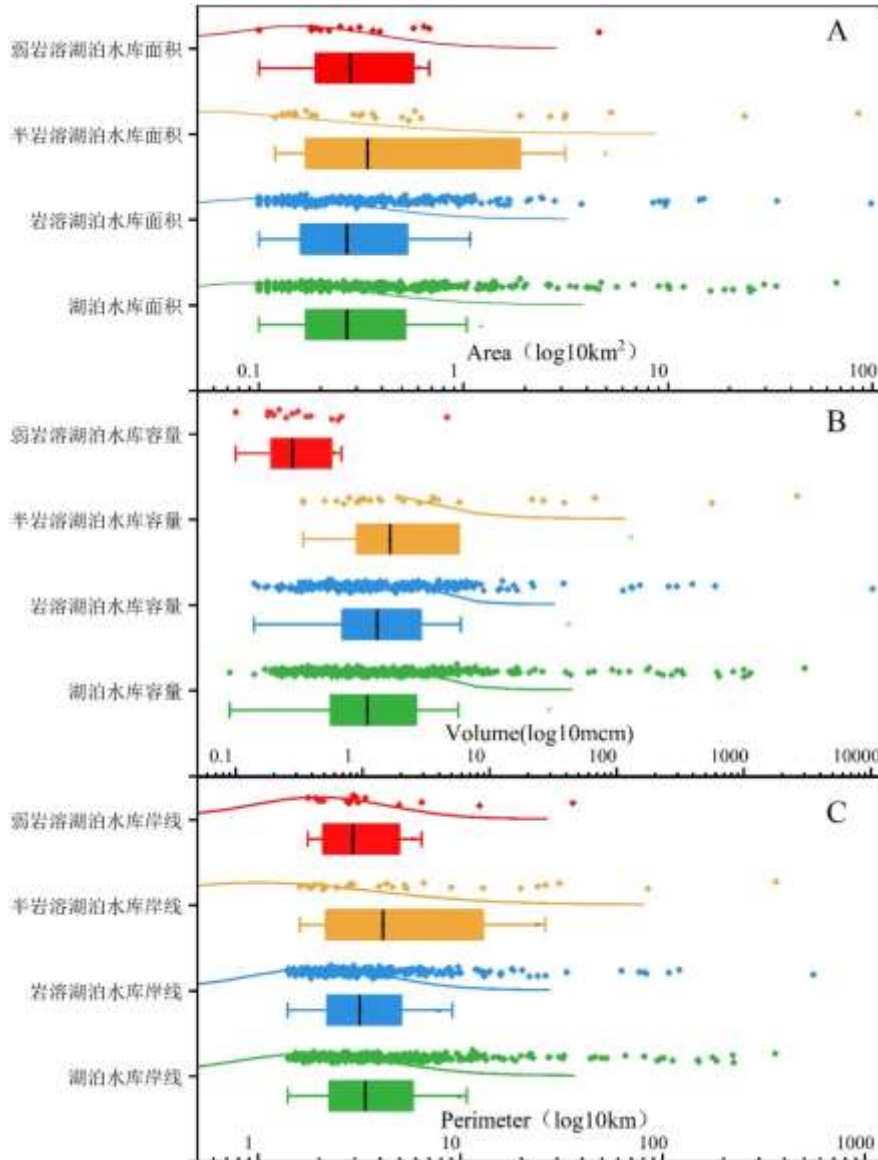 弱岩溶湖泊水库面积
A
半岩溶湖泊水库面积
岩溶湖泊水库面积
湖泊水库面积
Area（log10km²）
0.1 1 10 100
弱岩溶湖泊水库容量
B
半岩溶湖泊水库容量
岩溶湖泊水库容量
湖泊水库容量
Volume(log10mcm)
0.1 1 10 100 1000 10000
弱岩溶湖泊水库岸线
C
半岩溶湖泊水库岸线
岩溶湖泊水库岸线
湖泊水库岸线
Perimeter（log10km）
1 10 100 1000